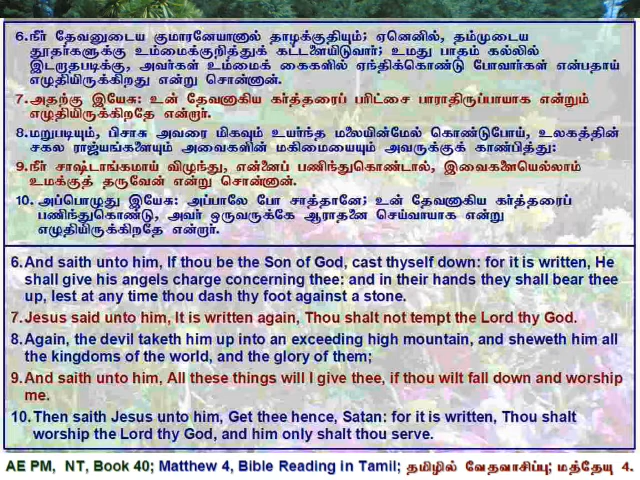 6.நீர் தேவனுடைய குமாரனேயானால் தாழக்குதியும்; ஏனெனில், தம்முடைய
தூதர்களுக்கு உம்மைக்குறித்துக் கட்டளையிடுவார்; உமது பாதம் கல்லில்
இடறாதபடிக்கு, அவர்கள் உம்மைக் கைகளில் ஏந்திக்கொண்டு போவார்கள் என்பதாய்
எழுதியிருக்கிறது என்று சொன்னான்.
7.அதற்கு இயேசு: உன் தேவனாகிய கர்த்தரைப் பரிட்சை பாராதிருப்பாயாக என்றும்
எழுதியிருக்கிறதே என்றார்.
8.மறுபடியும், பிசாசு அவரை மிகவும் உயர்ந்த மலையின்மேல் கொண்டுபோய், உலகத்தின்
சகல ராஜ்யங்களையும் அவைகளின் மகிமையையும் அவருக்குக் காண்பித்து:
9.நீர் சாஷ்டாங்கமாய் விழுந்து, என்னைப் பணிந்துகொண்டால், இவைகளையெல்லாம்
உமக்குத் தருவேன் என்று சொன்னான்.
10. அப்பொழுது இயேசு: அப்பாலே போ சாத்தானே; உன் தேவனாகிய கர்த்தரைப்
பணிந்துகொண்டு, அவர் ஒருவருக்கே ஆராதனை செய்வாயாக என்று
எழுதியிருக்கிறதே என்றார்.
6.And saith unto him, If thou be the Son of God, cast thyself down: for it is written, He
shall give his angels charge concerning thee: and in their hands they shall bear thee
up, lest at any time thou dash thy foot against a stone.
7.Jesus said unto him, It is written again, Thou shalt not tempt the Lord thy God.
8.Again, the devil taketh him up into an exceeding high mountain, and sheweth him all
the kingdoms of the world, and the glory of them;
9.And saith unto him, All these things will I give thee, if thou wilt fall down and worship
me.
10.Then saith Jesus unto him, Get thee hence, Satan: for it is written, Thou shalt
worship the Lord thy God, and him only shalt thou serve.
AE PM, NT, Book 40; Matthew 4, Bible Reading in Tamil; தமிழில் வேதவாசிப்பு; மத்தேயு 4.